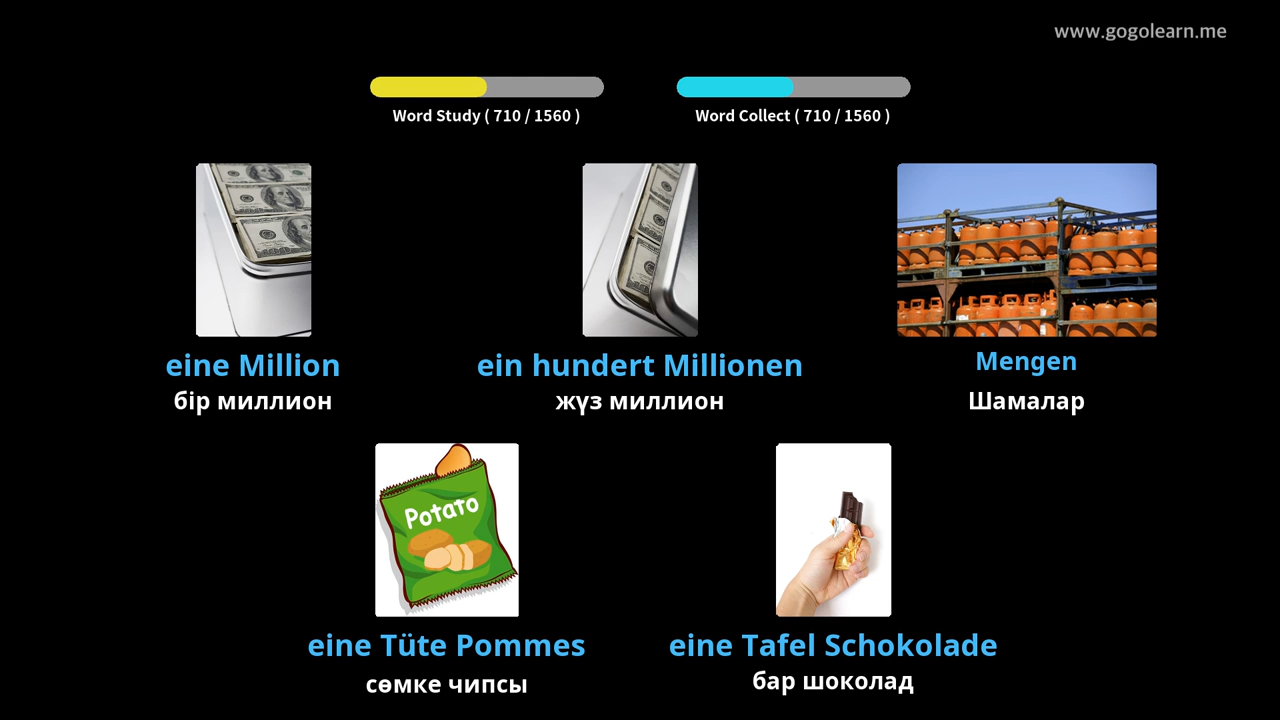 www.gogolearn.me
Word Study ( 710 / 1560 )
Word Collect ( 710 / 1560 )
eine Million
бір миллион
ein hundert Millionen
жүз миллион
Mengen
Шамалар
Potato
eine Tüte Pommes
сөмке чипсы
eine Tafel Schokolade
бар шоколад